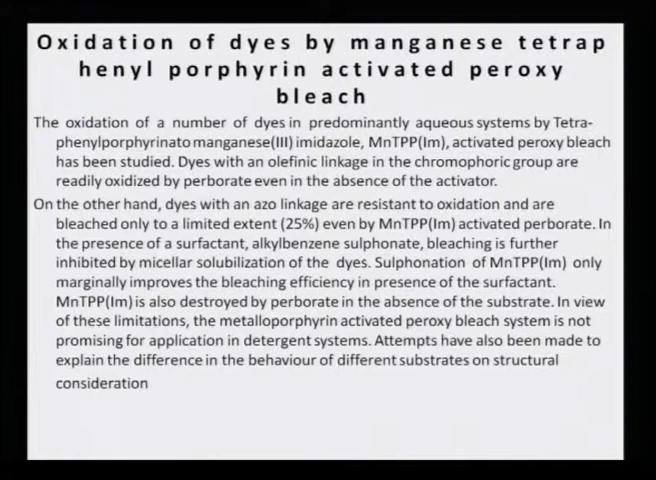 Oxidation of dyes by manganese tetrap
henyl porphyrin activated peroxy
bleach
The oxidation of a number of dyes in predominantly aqueous systems by Tetra-
phenylporphyrinato manganese(III) imidazole, MnTPP(Im), activated peroxy bleach
has been studied. Dyes with an olefinic linkage in the chromophoric group are
readily oxidized by perborate even in the absence of the activator.
On the other hand, dyes with an azo linkage are resistant to oxidation and are
bleached only to a limited extent (25%) even by MnTPP(Im) activated perborate. In
the presence of a surfactant, alkylbenzene sulphonate, bleaching is further
inhibited by micellar solubilization of the dyes. Sulphonation of MnTPP(Im) only
marginally improves the bleaching efficiency in presence of the surfactant.
MnTPP(Im) is also destroyed by perborate in the absence of the substrate. In view
of these limitations, the metalloporphyrin activated peroxy bleach system is not
promising for application in detergent systems. Attempts have also been made to
explain the difference in the behaviour of different substrates on structural
consideration